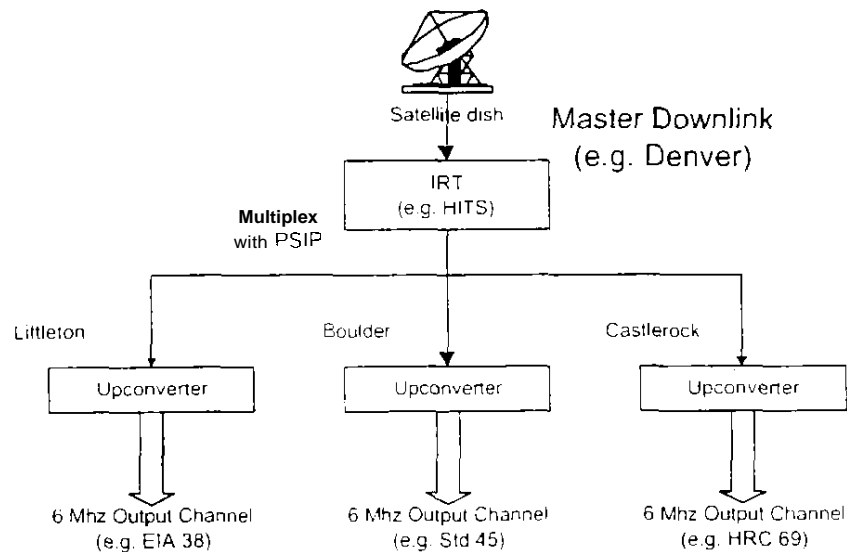 Satellite dish
Master Downlink
(e.g. Denver)
IRT
(e.g. HITS)
Multiplex
with PSIP
Littleton
Boulder
Castlerock
Upconverter
Upconverter
Upconverter
6 Mhz Output Channel
(e.g. EIA 38)
6 Mhz Output Channel
(e.g. Std 45)
6 Mhz Output Channel
(e.g. HRC 69)